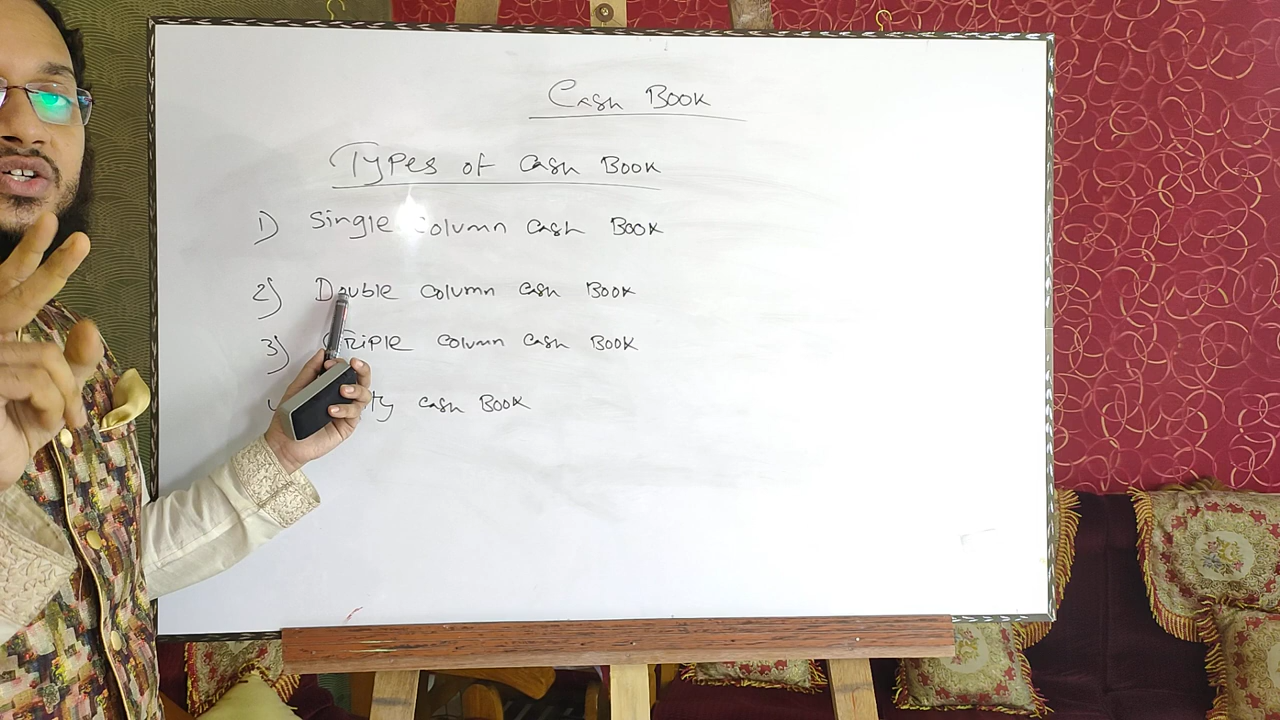 Cash Book
Types of Cash Book
1) Single Column Cash Book
2) Double Column Cash Book
3) Triple Column Cash Book
Cash Book